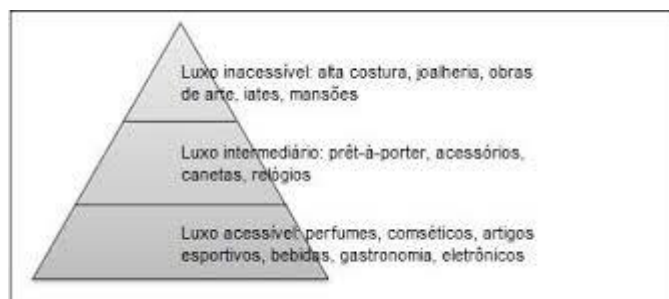 Luxo inacessível: alta costura, joalheria, obras
de arte, iates, mansões
Luxo intermediário: prêt-à-porter, acessórios,
canetas, relógios
Luxo acessível: perfumes, comséticos, artigos
esportivos, bebidas, gastronomia, eletrônicos